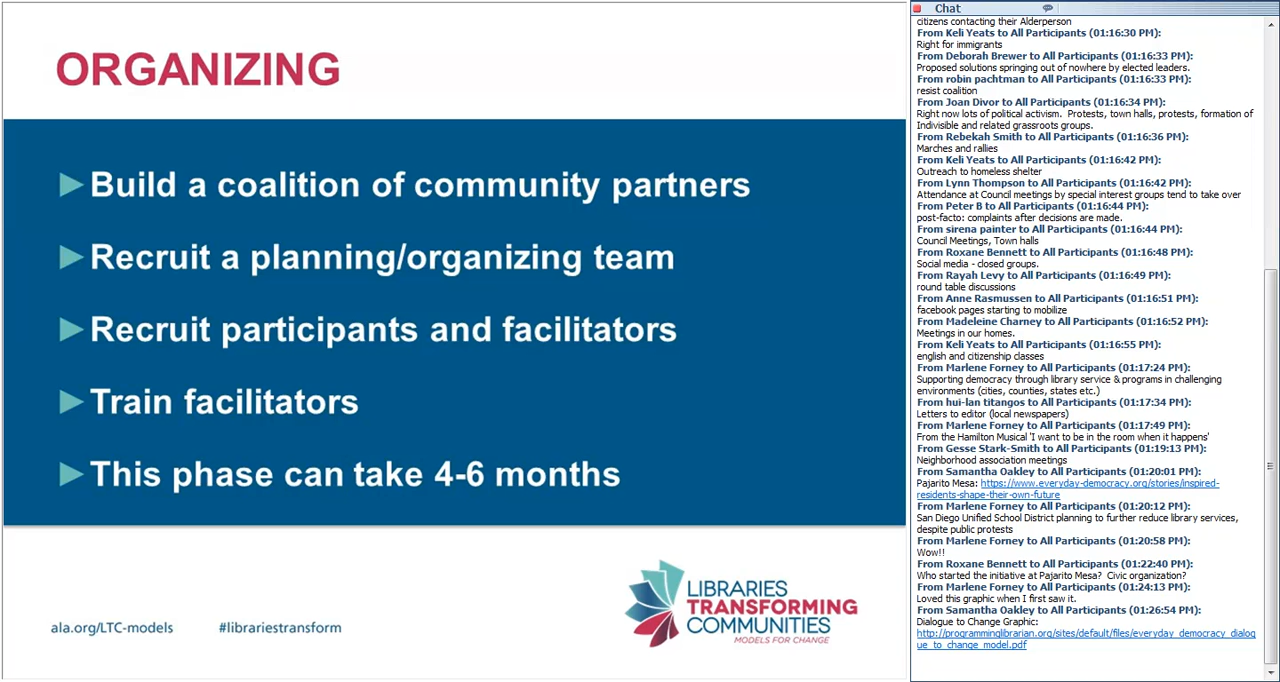 ORGANIZING
Build a coalition of community partners
Recruit a planning/organizing team
Recruit participants and facilitators
Train facilitators
This phase can take 4-6 months
ala.org/LTC-models
#librariestransform
LIBRARIES
TRANSFORMING
COMMUNITIES
MODELS FOR CHANGE
Chat
citizens contacting their Alderperson
From Keli Yeats to All Participants (01:16:30 PM):
Right for immigrants
From Deborah Brewer to All Participants (01:16:33 PM):
Proposed solutions springing out of nowhere by elected leaders.
From robin pachtman to All Participants (01:16:33 PM):
resist coalition
From Joan Divor to All Participants (01:16:34 PM):
Right now lots of political activism.  Protests, town halls, protests, formation of
Indivisible and related grassroots groups.
From Rebekah Smith to All Participants (01:16:36 PM):
Marches and rallies
From Keli Yeats to All Participants (01:16:42 PM):
Outreach to homeless shelter
From Lynn Thompson to All Participants (01:16:42 PM):
Attendance at Council meetings by special interest groups tend to take over
From Peter B to All Participants (01:16:44 PM):
post-facto: complaints after decisions are made.
From sirena painter to All Participants (01:16:44 PM):
Council Meetings, Town halls
From Roxane Bennett to All Participants (01:16:48 PM):
Social media - closed groups.
From Rayah Levy to All Participants (01:16:49 PM):
round table discussions
From Anne Rasmussen to All Participants (01:16:51 PM):
facebook pages starting to mobilize
From Madeleine Charney to All Participants (01:16:52 PM):
Meetings in our homes.
From Keli Yeats to All Participants (01:16:55 PM):
english and citizenship classes
From Marlene Forney to All Participants (01:17:24 PM):
Supporting democracy through library service & programs in challenging
environments (cities, counties, states etc.)
From hui-lan titangos to All Participants (01:17:34 PM):
Letters to editor (local newspapers)
From Marlene Forney to All Participants (01:17:49 PM):
From the Hamilton Musical 'I want to be in the room when it happens'
From Gesse Stark-Smith to All Participants (01:19:13 PM):
Neighborhood association meetings
From Samantha Oakley to All Participants (01:20:01 PM):
Pajarito Mesa: https://www.everyday-democracy.org/stories/inspired-
residents-shape-their-own-future
From Marlene Forney to All Participants (01:20:12 PM):
San Diego Unified School District planning to further reduce library services,
despite public protests
From Marlene Forney to All Participants (01:20:58 PM):
Wow!!
From Roxane Bennett to All Participants (01:22:40 PM):
Who started the initiative at Pajarito Mesa?  Civic organization?
From Marlene Forney to All Participants (01:24:13 PM):
Loved this graphic when I first saw it.
From Samantha Oakley to All Participants (01:26:54 PM):
Dialogue to Change Graphic:
http://programminglibrarian.org/sites/default/files/everyday_democracy_dialog
ue_to_change_model.pdf